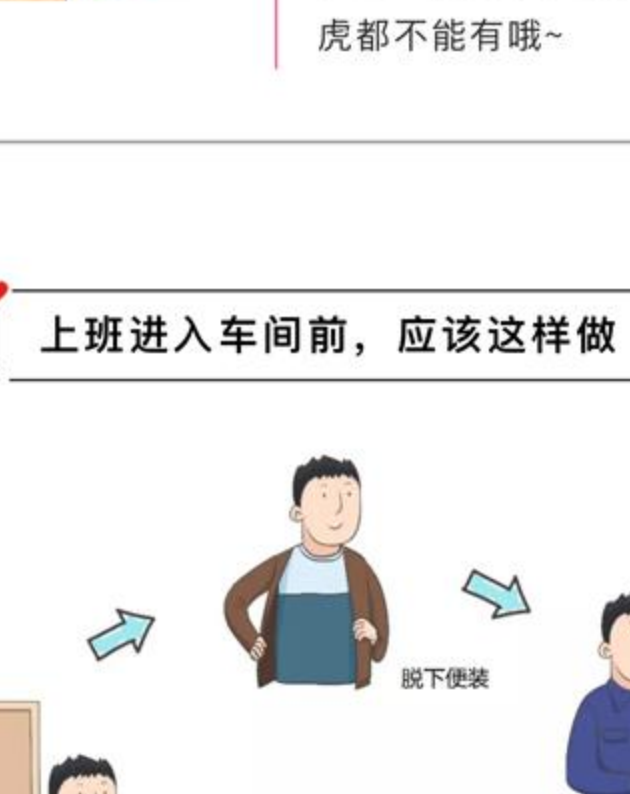 虎都不能有哦~
上班进入车间前，应该这样做
脱下便装